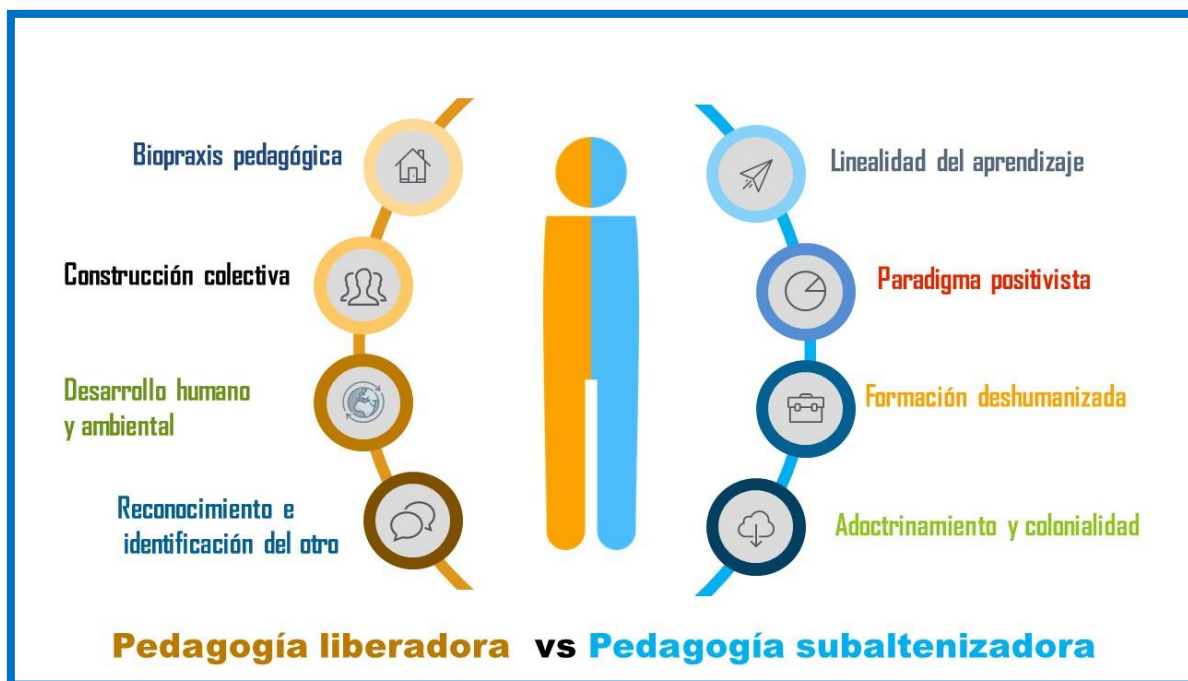 Biopraxis pedagógica
Construcción colectiva
Desarrollo humano
y ambiental
Reconocimiento e
identificación del otro
Linealidad del aprendizaje
Paradigma positivista
Formación deshumanizada
Adoctrinamiento y colonialidad
Pedagogía liberadora vs Pedagogía subaltenizadora